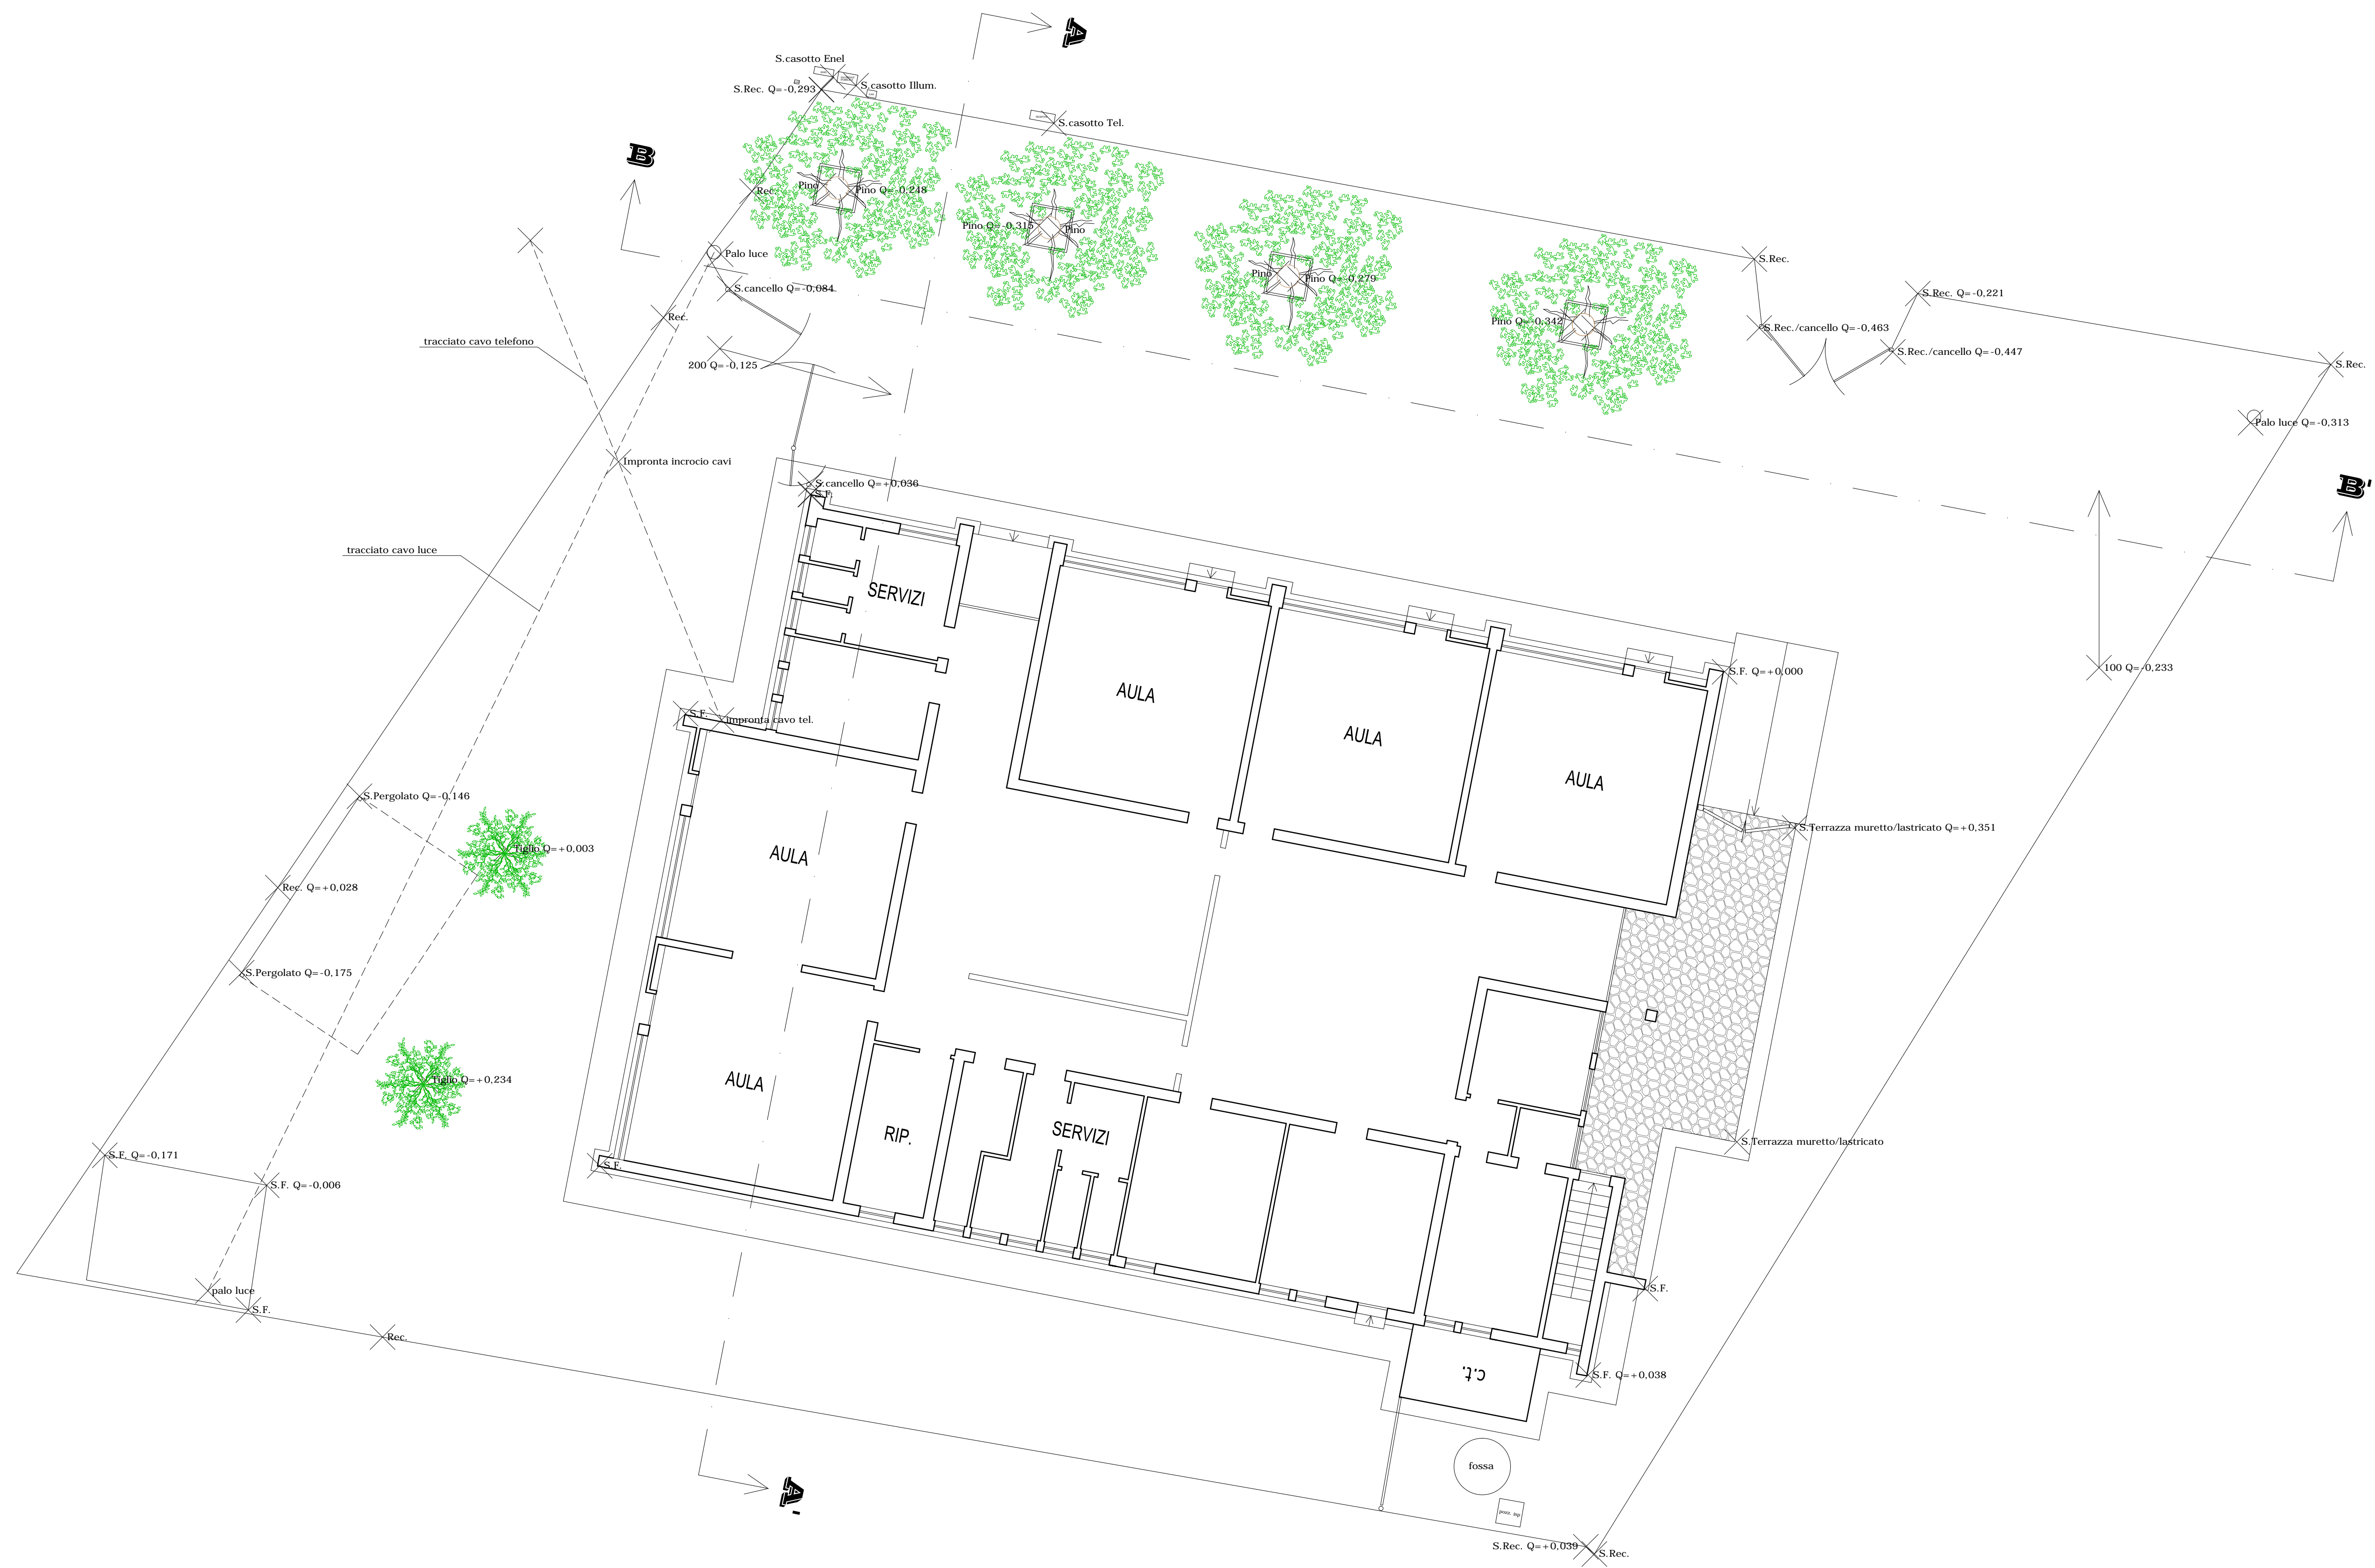 A
S.casotto Enel
S.casotto Illum.
S.Rec. Q=-0,293
S.casotto Tel.
B
Rec.
Pino
Pino Q=-0,248
Pino Q=-0,315
Pino
Palo luce
S.Rec.
Pino
Pino Q=-0,279
S.cancello Q=-0,084
S.Rec. Q=-0,221
Rec.
Pino Q=-0,342
S.Rec./cancello Q=-0,463
tracciato cavo telefono
S.Rec./cancello Q=-0,447
200 Q=-0,125
S.Rec.
Palo luce Q=-0,313
Impronta incrocio cavi
S.cancello Q=+0,036
S.F.
B'
tracciato cavo luce
SERVIZI
100 Q=-0,233
S.F. Q=+0,000
AULA
S.F.
impronta cavo tel.
AULA
AULA
S.Pergolato Q=-0,146
S.Terrazza muretto/lastricato Q=+0,351
Tiglio Q=+0,003
AULA
Rec. Q=+0,028
S.Pergolato Q=-0,175
AULA
Tiglio Q=+0,234
RIP.
SERVIZI
S.Terrazza muretto/lastricato
S.F. Q=-0,171
S.F.
S.F. Q=-0,006
palo luce
S.F.
S.F.
Rec.
c.t.
S.F. Q=+0,038
fossa
A'
pozz. insp
S.Rec. Q=+0,039
S.Rec.